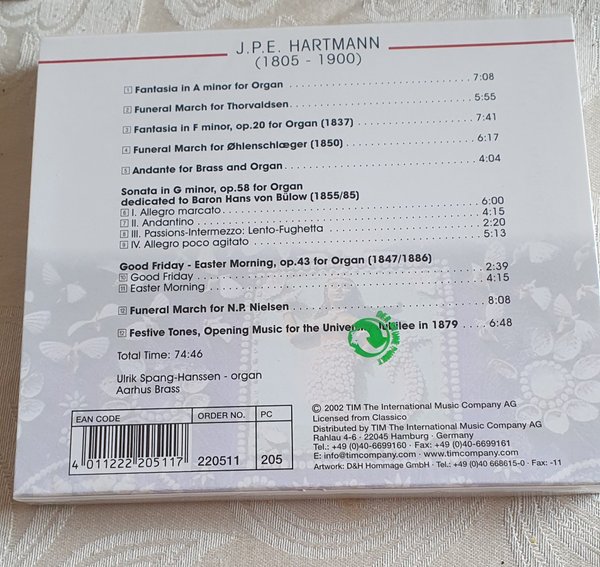 J.P.E. HARTMANN
(1805 - 1900)
1 Fantasia in A minor for Organ 7:08
2 Funeral March for Thorvaldsen 5:55
3 Fantasia in F minor, op.20 for Organ (1837) 7:41
4 Funeral March for Øhlenschlæger (1850) 6:17
5 Andante for Brass and Organ 4:04
Sonata in G minor, op.58 for Organ
dedicated to Baron Hans von Bülow (1855/85)
6 I. Allegro marcato 6:00
7 II. Andantino 4:15
8 III. Passions-Intermezzo: Lento-Fughetta 2:20
9 IV. Allegro poco agitato 5:13
Good Friday - Easter Morning, op.43 for Organ (1847/1886)
10 Good Friday 2:39
11 Easter Morning 4:15
12 Funeral March for N.P. Nielsen 8:08
13 Festive Tones, Opening Music for the Jubilee in 1879 6:48
Total Time: 74:46
Ulrik Spang-Hanssen - organ
Aarhus Brass
EAN CODE
ORDER NO.
PC
4 011222 205117
220511
205
© 2002 TIM The International Music Company AG
Licensed from Classico
Distributed by TIM The International Music Company AG
Rahlau 4-6 · 22045 Hamburg · Germany
Tel.: +49 (0)40-6699160 · Fax: +49 (0)40-6699161
E: info@timcompany.com · www.timcompany.com
Artwork: D&H Hommage GmbH · Tel.: +49 (0)40 668615-0 · Fax: -11